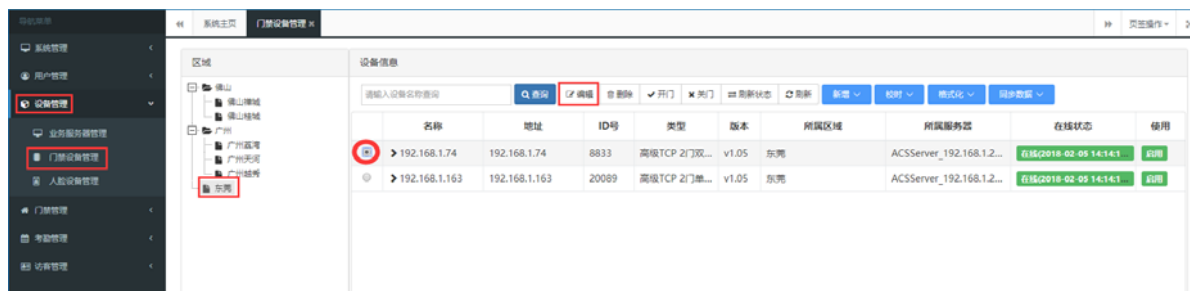 导航菜单
系统主页
门禁设备管理 ×
页签操作
系统管理
用户管理
设备管理
业务服务器管理
门禁设备管理
人脸设备管理
门禁管理
考勤管理
访客管理
区域
佛山
佛山禅城
佛山桂城
广州
广州荔湾
广州天河
广州越秀
东莞
设备信息
请输入设备名称查询
查询
编辑
删除
开门
关门
刷新状态
刷新
新增
校时
格式化
同步数据
名称 地址 ID号 类型 版本 所属区域 所属服务器 在线状态 使用
192.168.1.74 192.168.1.74 8833 高级TCP 2门双... v1.05 东莞 ACSServer_192.168.1.2... 在线(2018-02-05 14:14:1... 启用
192.168.1.163 192.168.1.163 20089 高级TCP 2门单... v1.05 东莞 ACSServer_192.168.1.2... 在线(2018-02-05 14:14:1... 启用